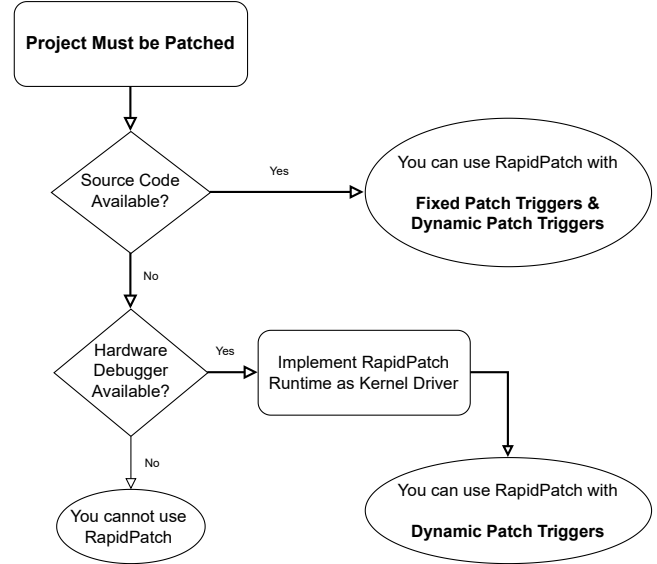 Project Must be Patched
Source Code
Available?
Yes
You can use RapidPatch with
Fixed Patch Triggers &
Dynamic Patch Triggers
No
Hardware
Debugger
Available?
Yes
Implement RapidPatch
Runtime as Kernel Driver
No
You cannot use
RapidPatch
You can use RapidPatch with
Dynamic Patch Triggers